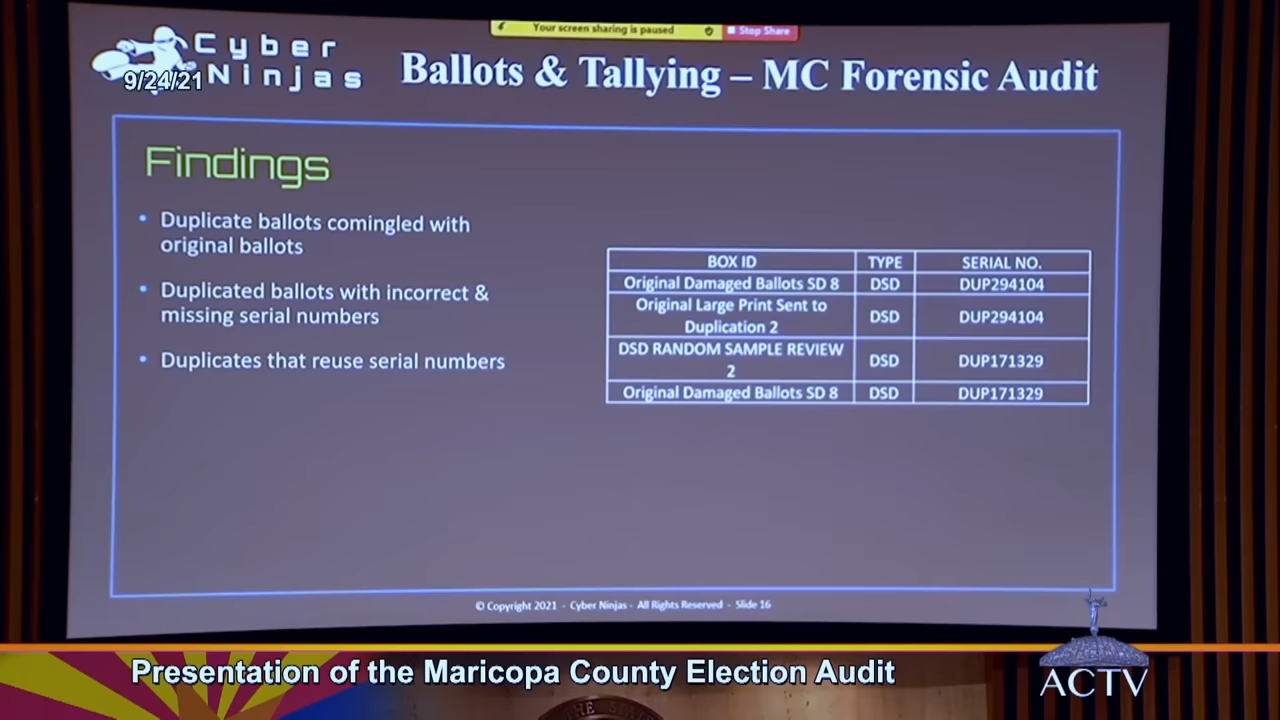 Your screen sharing is paused
Stop Share
Cyber
Ninjas
9/24/21
Ballots & Tallying – MC Forensic Audit
Findings
• Duplicate ballots comingled with
original ballots
• Duplicated ballots with incorrect &
missing serial numbers
• Duplicates that reuse serial numbers
BOX ID TYPE SERIAL NO.
Original Damaged Ballots SD 8 DSD DUP294104
Original Large Print Sent to
Duplication 2 DSD DUP294104
DSD RANDOM SAMPLE REVIEW
2 DSD DUP171329
Original Damaged Ballots SD 8 DSD DUP171329
© Copyright 2021 - Cyber Ninjas - All Rights Reserved - Slide 16
Presentation of the Maricopa County Election Audit
ACTV
THE STATE